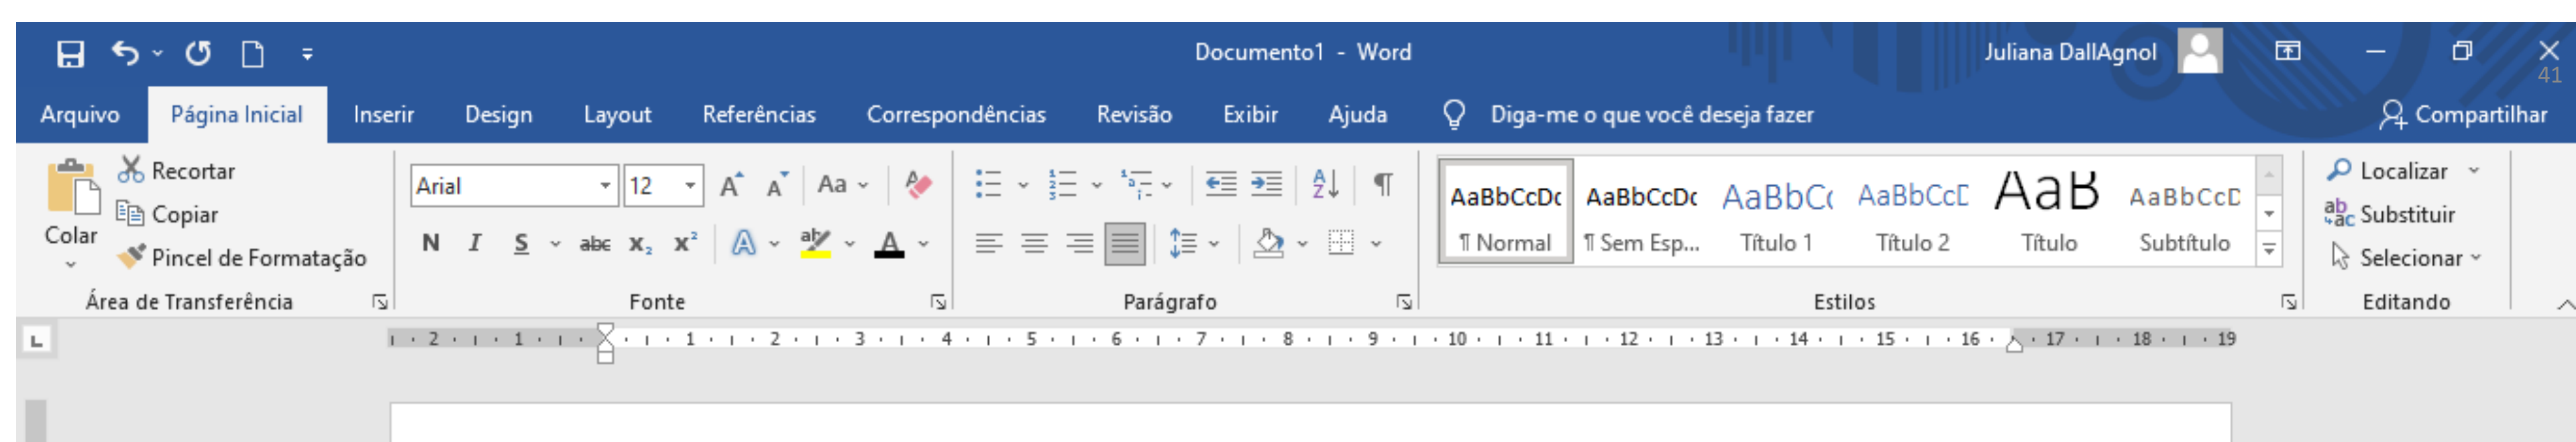 Documento1 - Word
Juliana DallAgnol
41
Arquivo Página Inicial Inserir Design Layout Referências Correspondências Revisão Exibir Ajuda Diga-me o que você deseja fazer Compartilhar
Recortar
Copiar
Colar
Pincel de Formatação
Área de Transferência
Arial 12 Aa
N I S abc X₂ X² A aby A
Fonte
Parágrafo
AaBbCcDc AaBbCcDc AaBbC AaBbCcD AaB AaBbCcD
¶ Normal ¶ Sem Esp... Título 1 Título 2 Título Subtítulo
Estilos
Localizar
Substituir
Selecionar
Editando
2 1 1 2 3 4 5 6 7 8 9 10 11 12 13 14 15 16 17 18 19